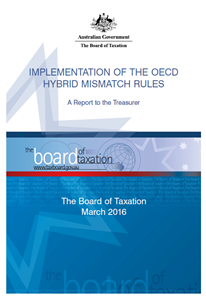 Australian Government
The Board of Taxation
IMPLEMENTATION OF THE OECD
HYBRID MISMATCH RULES
A Report to the Treasurer
the board of taxation
www.taxboard.gov.au
The Board of Taxation
March 2016